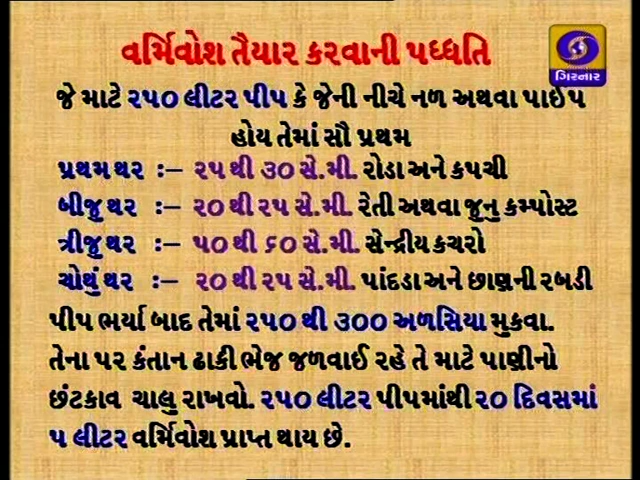 વર્મિવોશ તૈયાર કરવાની પધ્ધતિ
ગિરનાર
જે માટે ૨૫૦ લીટર પીપ કે જેની નીચે નળ અથવા પાઈપ
હોય તેમાં સૌ પ્રથમ
પ્રથમ થર :– ૨૫ થી ૩૦ સે.મી. રોડા અને કપચી
બીજુ થર :– ૨૦ થી ૨૫ સે.મી. રેતી અથવા જુનુ કમ્પોસ્ટ
ત્રીજુ થર :– ૫૦ થી ૬૦ સે.મી. સેન્દ્રીય કચરો
ચોથું થર :– ૨૦ થી ૨૫ સે.મી. પાંદડા અને છાણની રબડી
પીપ ભર્યા બાદ તેમાં ૨૫૦ થી ૩૦૦ અળસિયા મુકવા.
તેના પર કંતાન ઢાકી ભેજ જળવાઈ રહે તે માટે પાણીનો
છંટકાવ ચાલુ રાખવો. ૨૫૦ લીટર પીપમાંથી ૨૦ દિવસમાં
૫ લીટર વર્મિવોશ પ્રાપ્ત થાય છે.